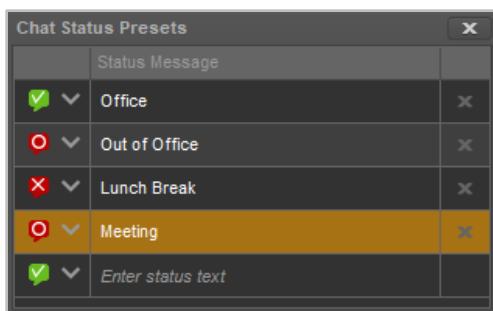 Chat Status Presets
Status Message
Office
Out of Office
Lunch Break
Meeting
Enter status text